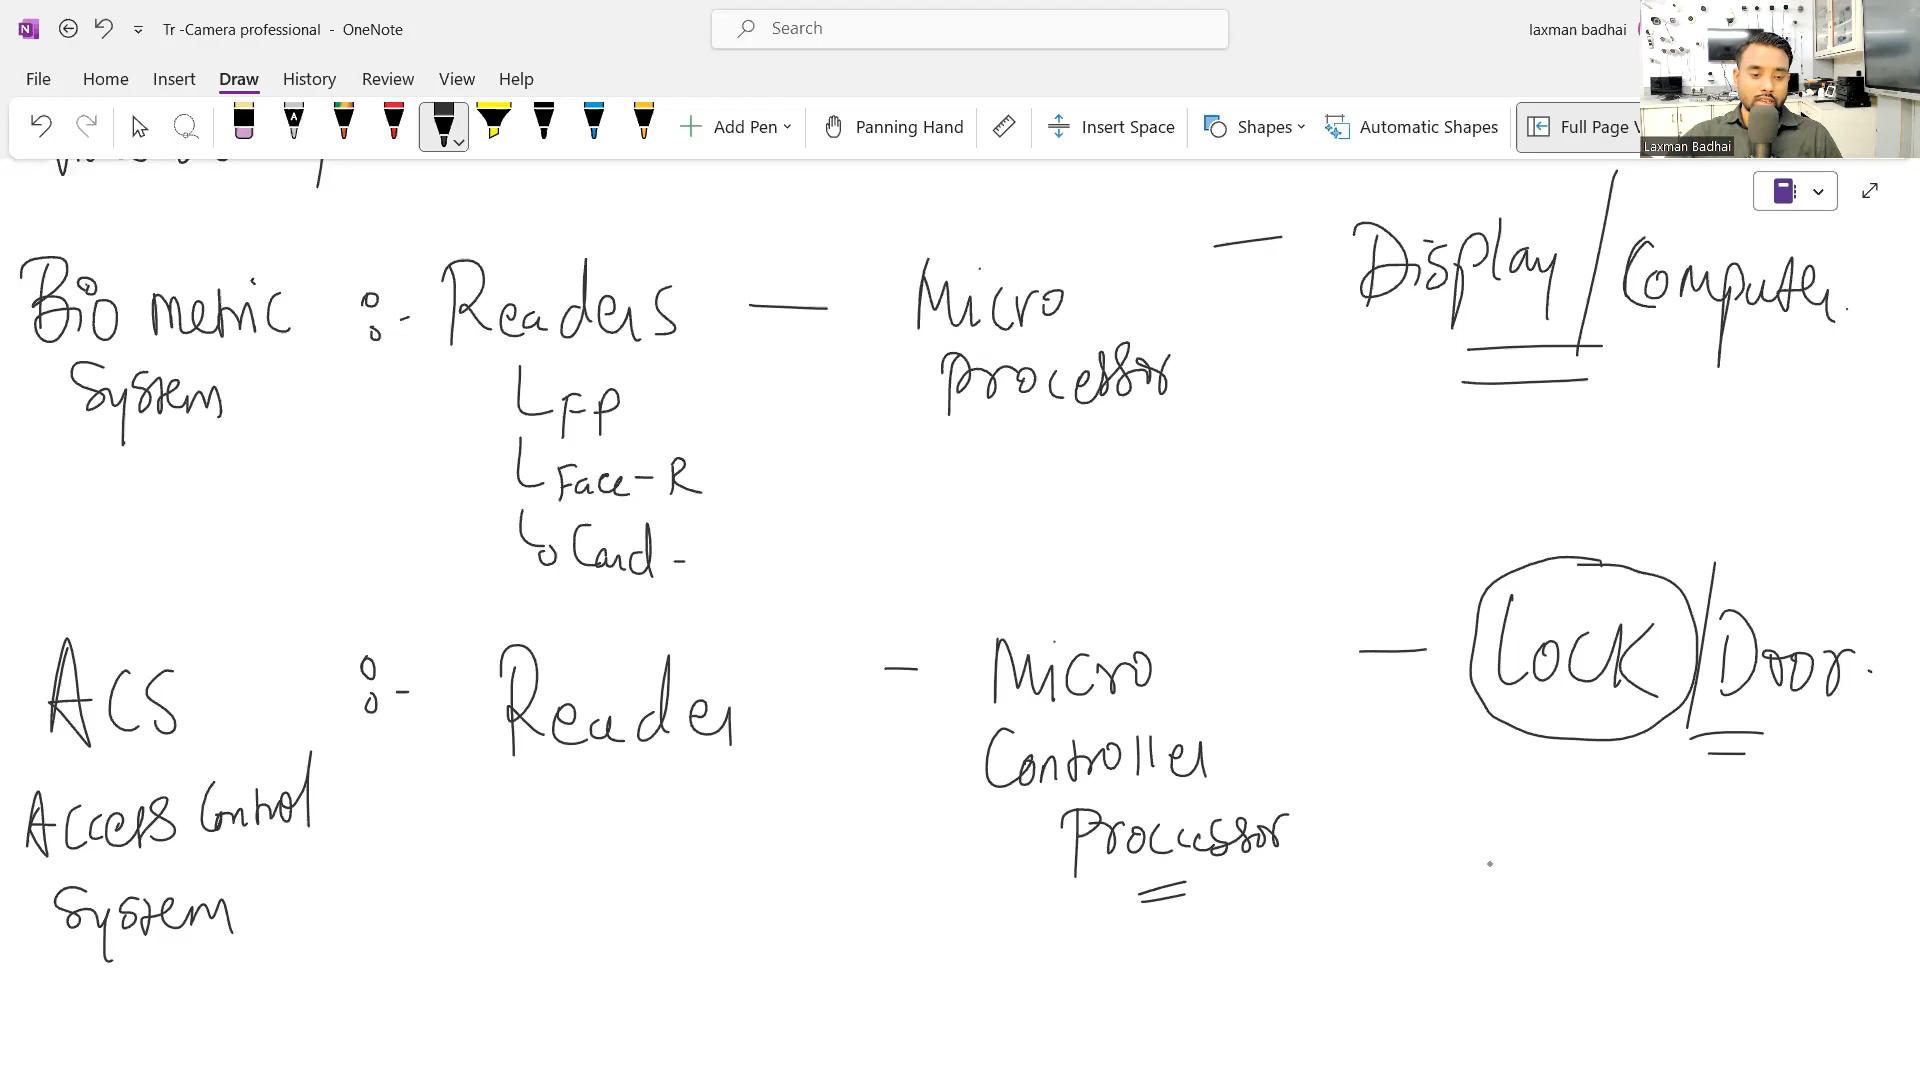 Tr -Camera professional - OneNote
Search
laxman badhai
File Home Insert Draw History Review View Help
Add Pen Panning Hand Insert Space Shapes Automatic Shapes Full Page V
Laxman Badhai
Bio metric :- Readers — Micro — Display / Computer.
System
Processor
FP
Face-R
Card -
ACS :- Reader - Micro — Lock / Door.
Controller
Access Control
Processor
System